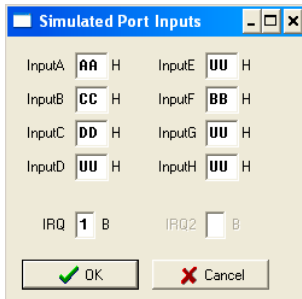 Simulated Port Inputs
InputA AA H InputE UU H
InputB CC H InputF BB H
InputC DD H InputG UU H
InputD UU H InputH UU H
IRQ 1 B IRQ2 B
OK Cancel